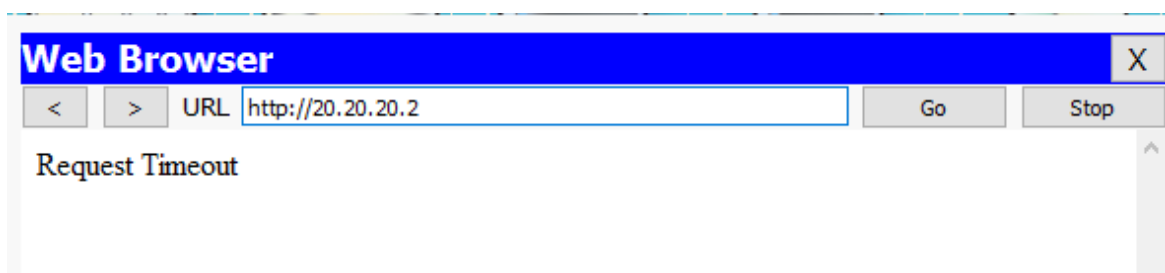 Web Browser X
< > URL http://20.20.20.2 Go Stop
Request Timeout